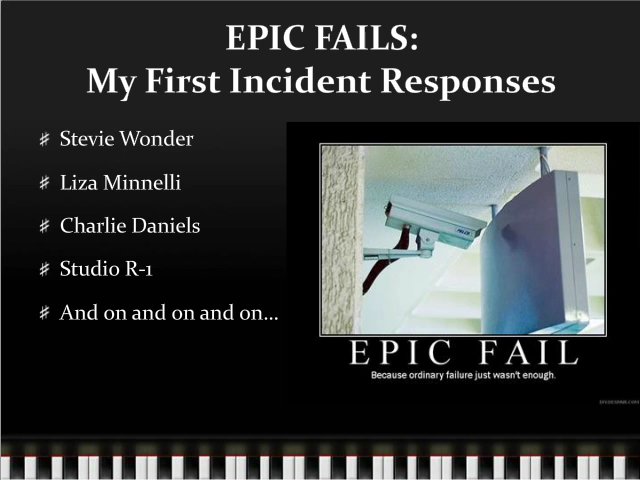 EPIC FAILS:
My First Incident Responses
Stevie Wonder
Liza Minnelli
Charlie Daniels
Studio R-1
And on and on and on…
EPIC FAIL
Because ordinary failure just wasn't enough.